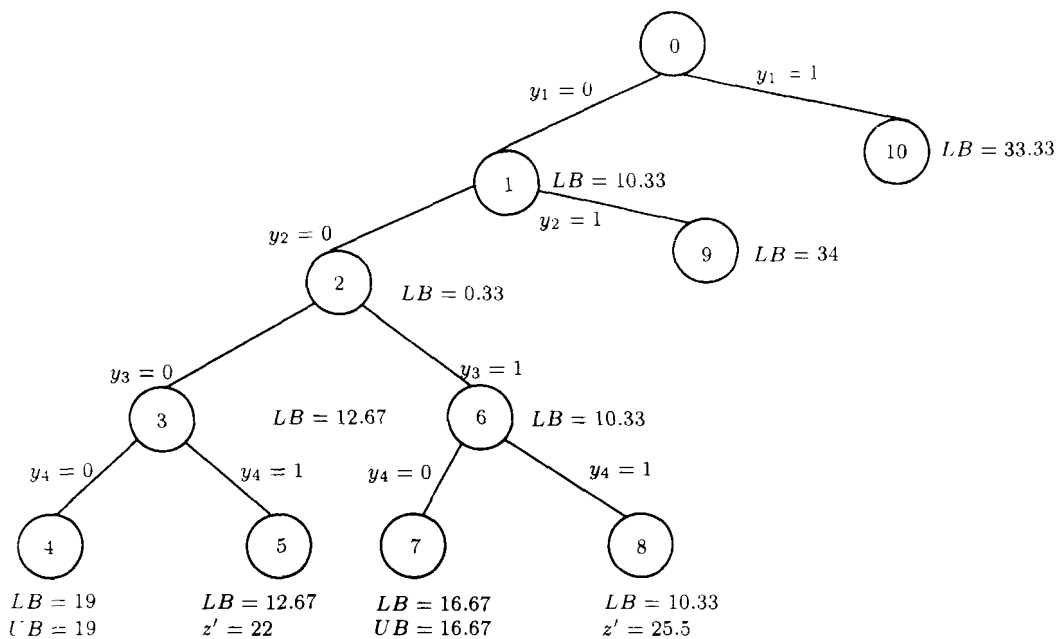 0
y₁ = 0
y₁ = 1
10
LB = 33.33
1
LB = 10.33
y₂ = 0
y₂ = 1
9
LB = 34
2
LB = 0.33
y₃ = 0
y₃ = 1
3
LB = 12.67
6
LB = 10.33
y₄ = 0
y₄ = 1
y₄ = 0
y₄ = 1
4
5
7
8
LB = 19
UB = 19
LB = 12.67
z′ = 22
LB = 16.67
UB = 16.67
LB = 10.33
z′ = 25.5